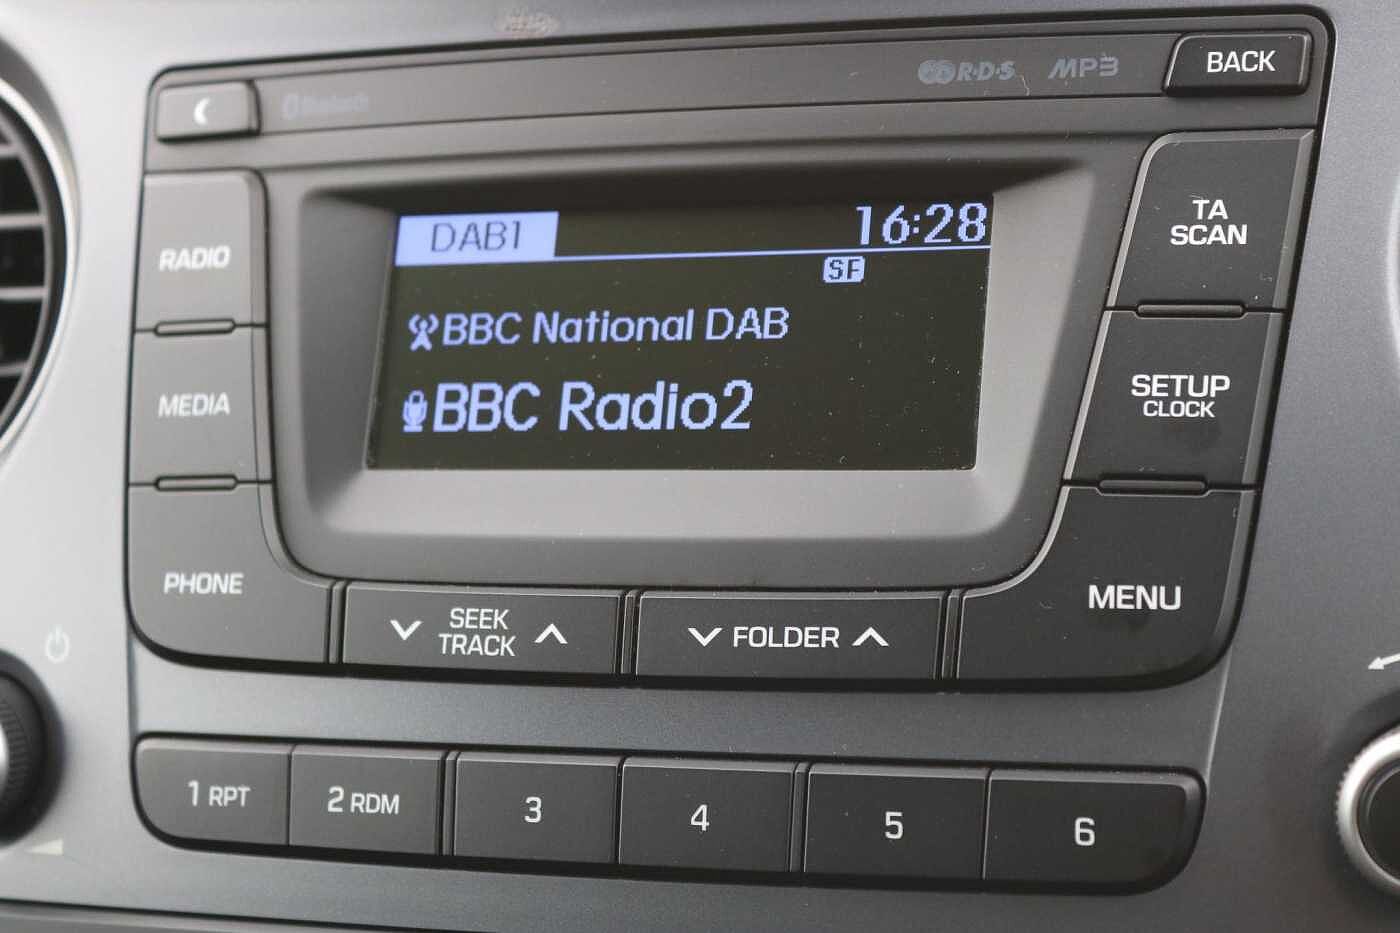 Bluetooth
R·D·S
MP3
BACK
RADIO
MEDIA
PHONE
DAB1
16:28
SF
BBC National DAB
BBC Radio2
TA
SCAN
SETUP
CLOCK
MENU
SEEK
TRACK
FOLDER
1 RPT
2 RDM
3
4
5
6